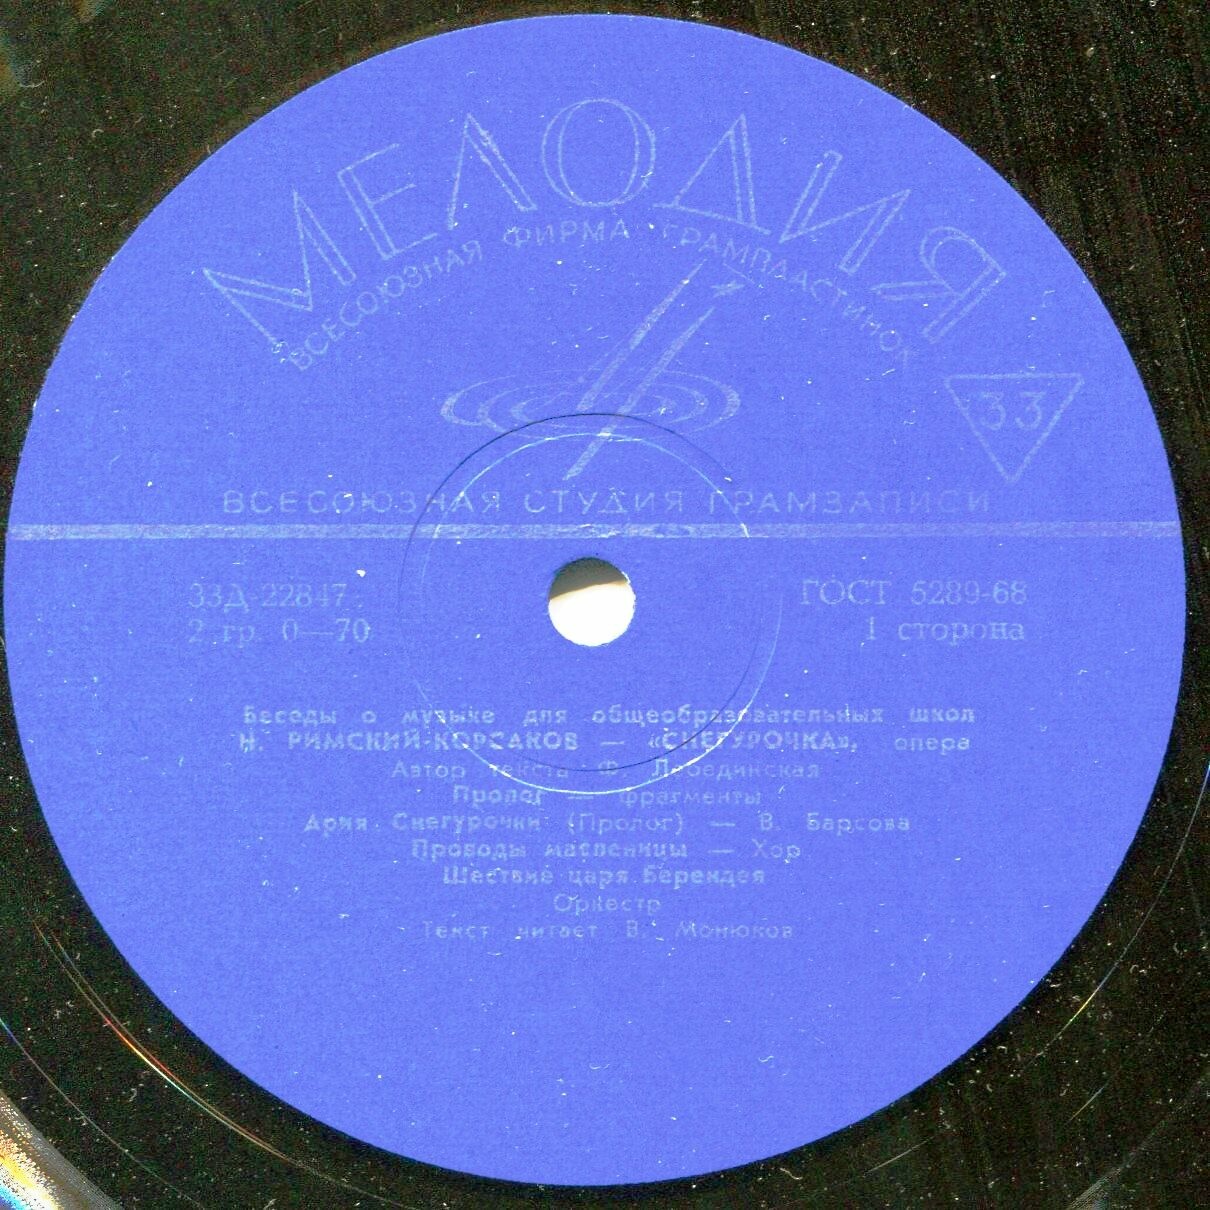 МЕЛОДИЯ
ВСЕСОЮЗНАЯ ФИРМА ГРАМПЛАСТИНОК
33
ВСЕСОЮЗНАЯ СТУДИЯ ГРАМЗАПИСИ
33Д-22847
ГОСТ 5289-68
2 гр. 0—70
1 сторона
Беседы о музыке для общеобразовательных школ
Н. РИМСКИЙ-КОРСАКОВ — «СНЕГУРОЧКА», опера
Автор текста Ф. Лебединская
Пролог — фрагменты
Ария Снегурочки (Пролог) — В. Барсова
Проводы масленицы — Хор
Шествие царя Берендея
Оркестр
Текст читает В. Монюков